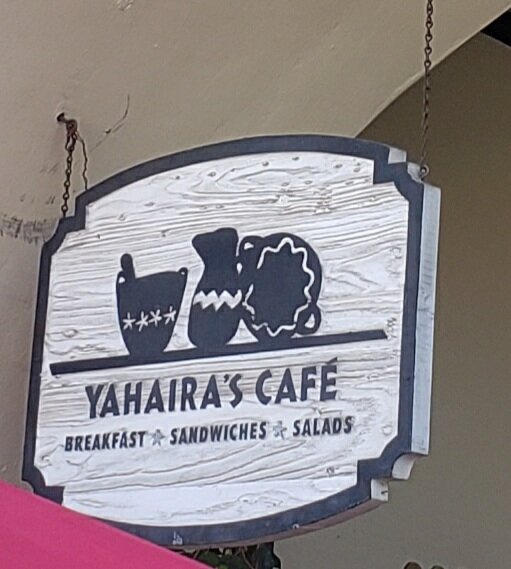 YAHAIRA'S CAFÉ
BREAKFAST ☆ SANDWICHES ☆ SALADS